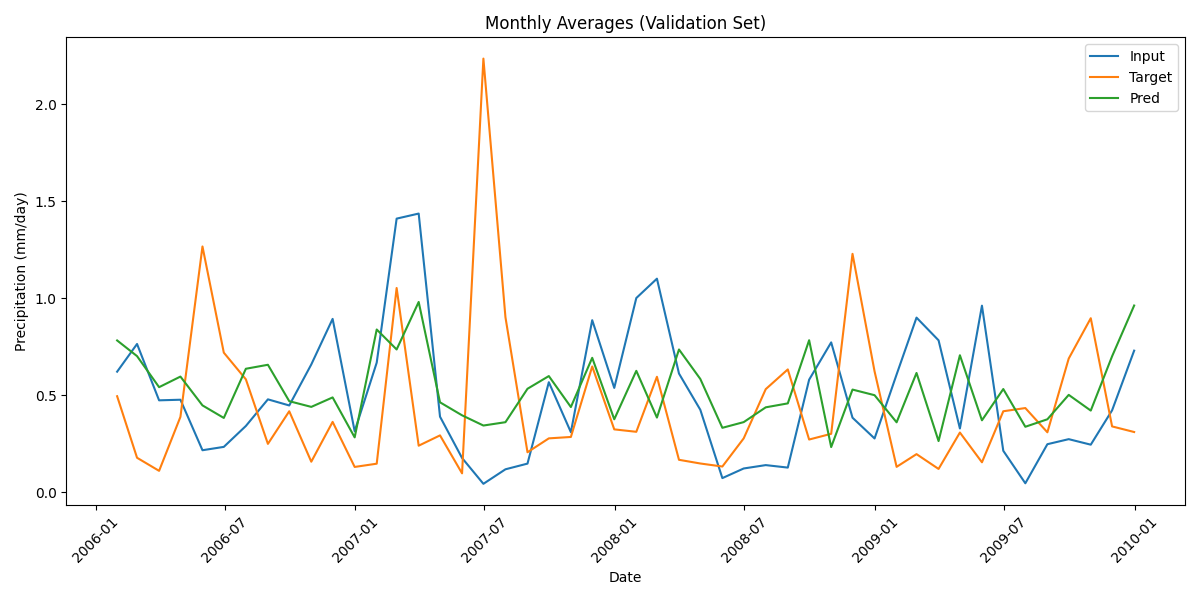 Monthly Averages (Validation Set)
Input
Target
Pred
Precipitation (mm/day)
2.0
1.5
1.0
0.5
0.0
2006-01
2006-07
2007-01
2007-07
2008-01
2008-07
2009-01
2009-07
2010-01
Date